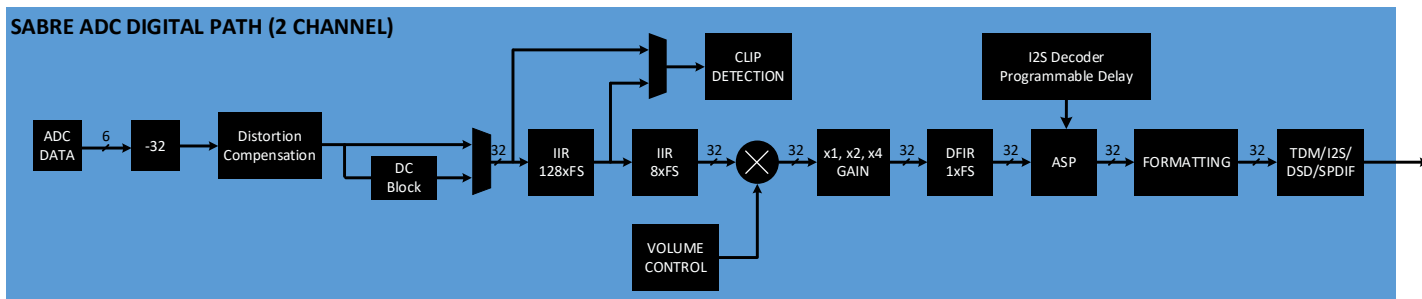 SABRE ADC DIGITAL PATH (2 CHANNEL)
CLIP
DETECTION
I2S Decoder
Programmable Delay
ADC
DATA
6
-32
Distortion
Compensation
DC
Block
32
IIR
128xFS
IIR
8xFS
32
32
x1, x2, x4
GAIN
32
DFIR
1xFS
32
ASP
32
FORMATTING
32
TDM/I2S/
DSD/SPDIF
VOLUME
CONTROL